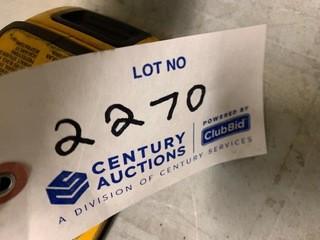 LOT NO
2270
CENTURY
AUCTIONS
POWERED BY
ClubBid
A DIVISION OF CENTURY SERVICES